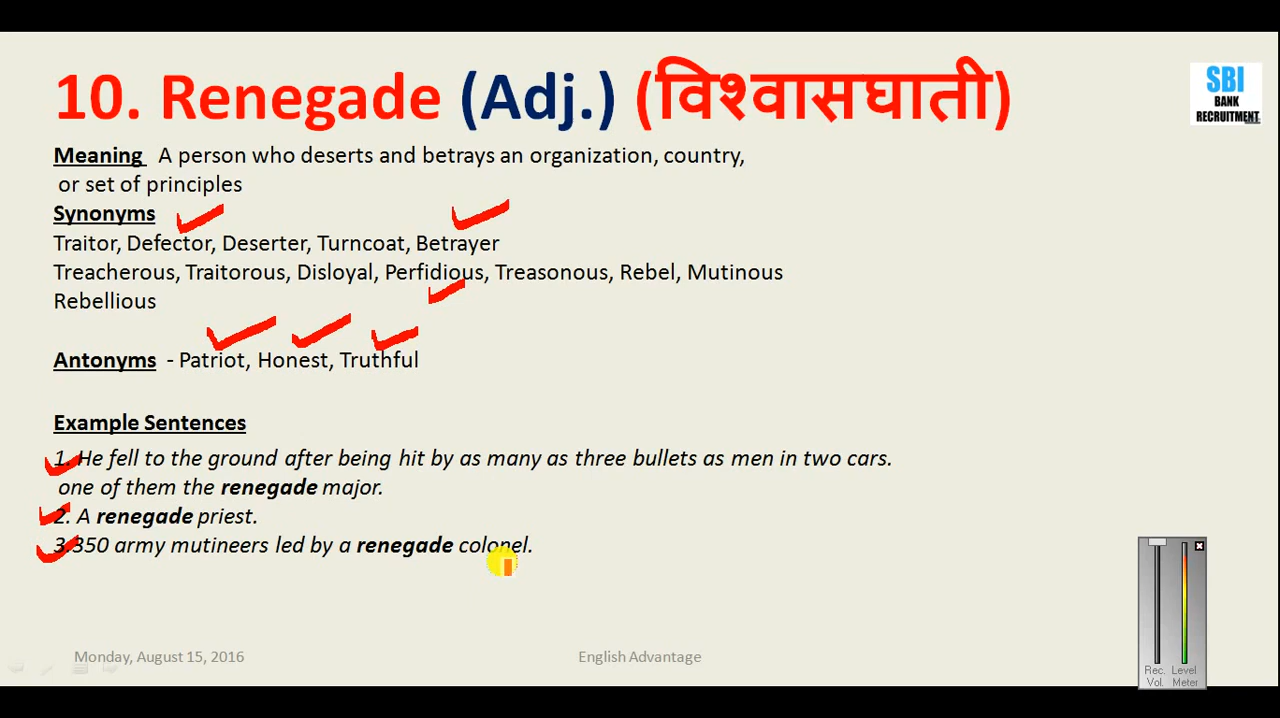 10. Renegade (Adj.) (विश्वासघाती)
SBI
BANK
RECRUITMENT
Meaning A person who deserts and betrays an organization, country,
or set of principles
Synonyms
Traitor, Defector, Deserter, Turncoat, Betrayer
Treacherous, Traitorous, Disloyal, Perfidious, Treasonous, Rebel, Mutinous
Rebellious
Antonyms - Patriot, Honest, Truthful
Example Sentences
1. He fell to the ground after being hit by as many as three bullets as men in two cars.
one of them the renegade major.
2. A renegade priest.
3.350 army mutineers led by a renegade colonel.
Monday, August 15, 2016
English Advantage
Rec. Level
Vol. Meter